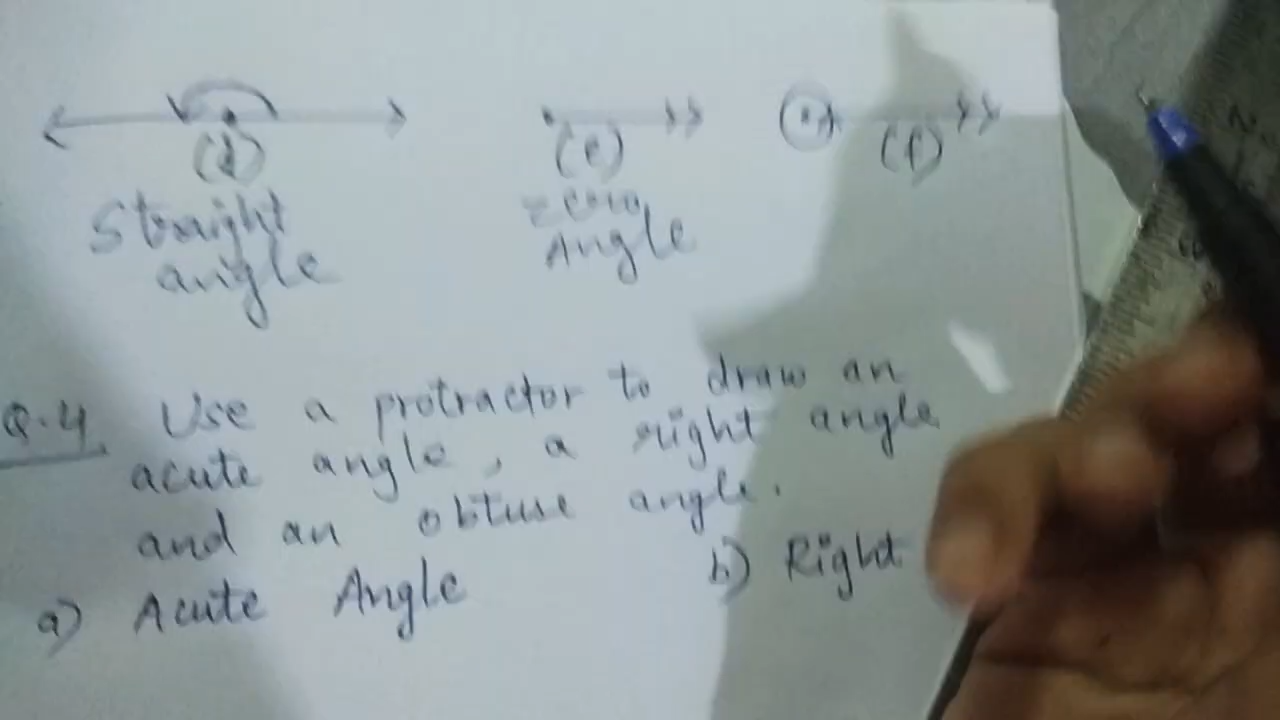 (d)
(e)
(f)
Straight
angle
Zero
Angle
Q.4 Use a protractor to draw an
acute angle, a right angle
and an obtuse angle.
a) Acute Angle
b) Right